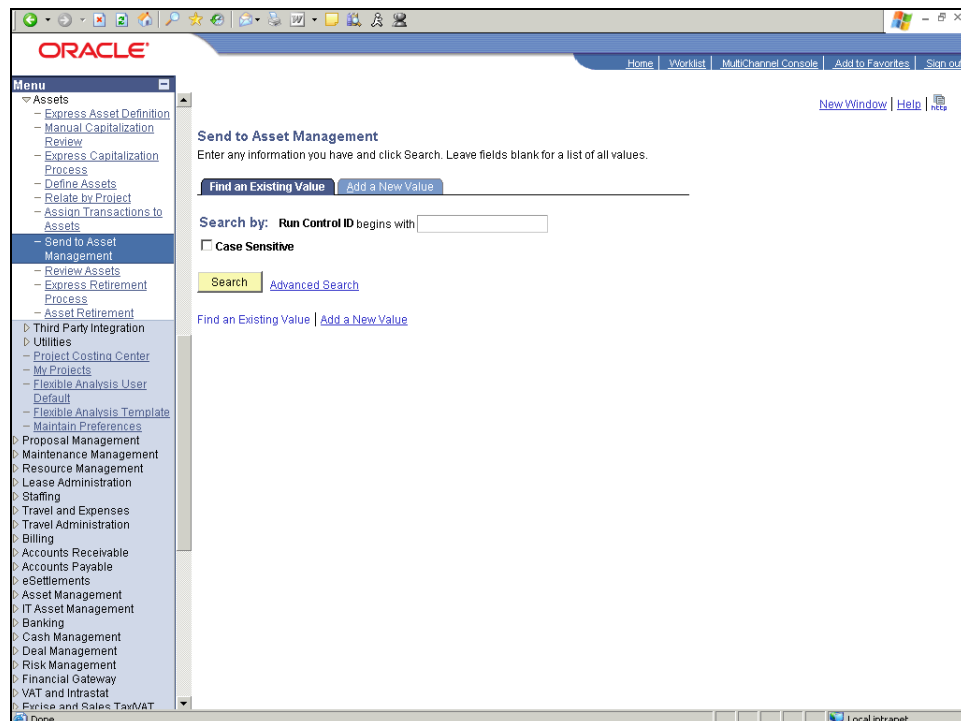 ORACLE'
Home | Worklist | MultiChannel Console | Add to Favorites | Sign out
Menu
Assets
Express Asset Definition
Manual Capitalization
Review
Express Capitalization
Process
Define Assets
Relate by Project
Assign Transactions to
Assets
Send to Asset
Management
Review Assets
Express Retirement
Process
Asset Retirement
Third Party Integration
Utilities
Project Costing Center
My Projects
Flexible Analysis User
Default
Flexible Analysis Template
Maintain Preferences
Proposal Management
Maintenance Management
Resource Management
Lease Administration
Staffing
Travel and Expenses
Travel Administration
Billing
Accounts Receivable
Accounts Payable
eSettlements
Asset Management
IT Asset Management
Banking
Cash Management
Deal Management
Risk Management
Financial Gateway
VAT and Intrastat
Excise and Sales Tax/VAT
New Window | Help | http
Send to Asset Management
Enter any information you have and click Search. Leave fields blank for a list of all values.
Find an Existing Value Add a New Value
Search by: Run Control ID begins with
Case Sensitive
Search Advanced Search
Find an Existing Value | Add a New Value
Done Local intranet